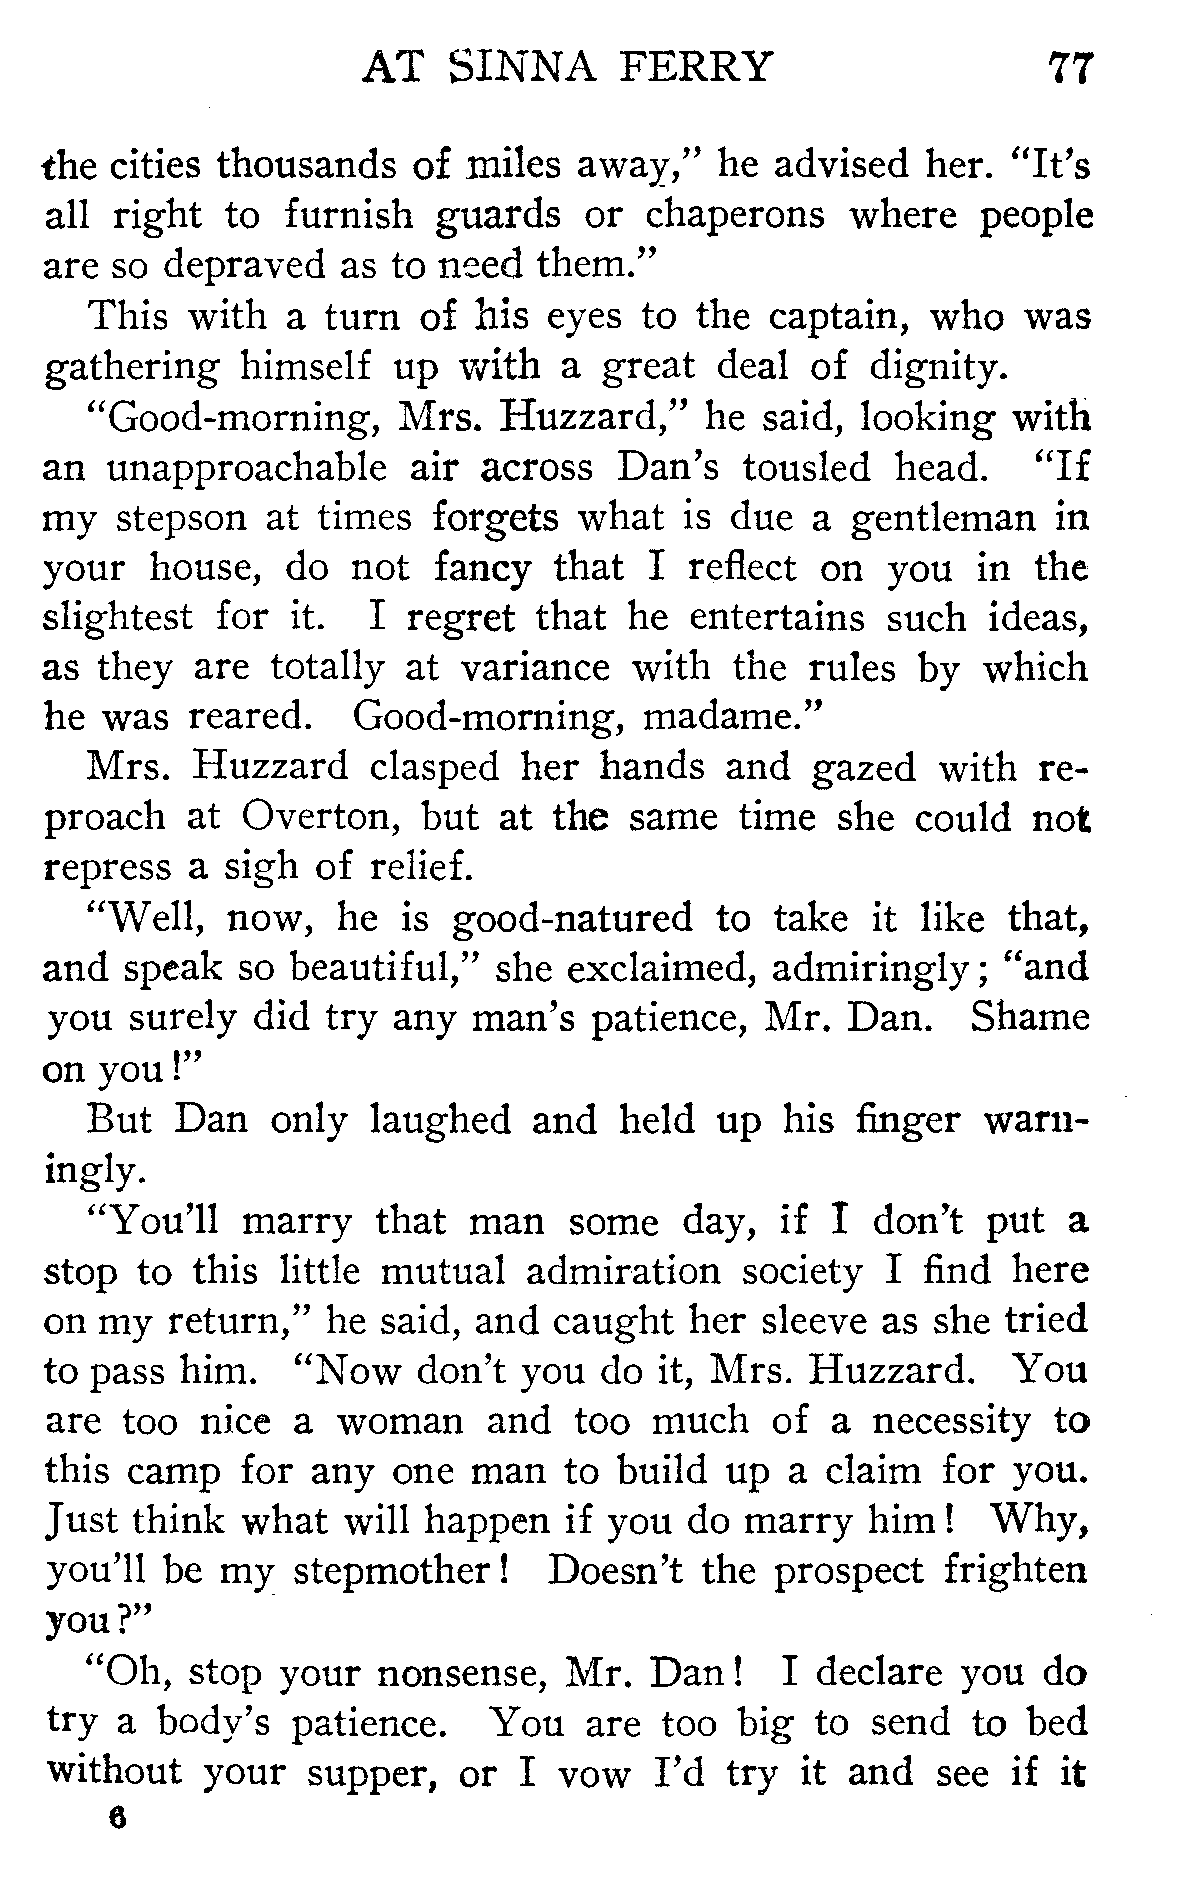 AT SINNA FERRY 77
the cities thousands of miles away,” he advised her. “It’s
all right to furnish guards or chaperons where people
are so depraved as to need them.”
This with a turn of his eyes to the captain, who was
gathering himself up with a great deal of dignity.
“Good-morning, Mrs. Huzzard,” he said, looking with
an unapproachable air across Dan’s tousled head. “If
my stepson at times forgets what is due a gentleman in
your house, do not fancy that I reflect on you in the
slightest for it. I regret that he entertains such ideas,
as they are totally at variance with the rules by which
he was reared. Good-morning, madame.”
Mrs. Huzzard clasped her hands and gazed with re-
proach at Overton, but at the same time she could not
repress a sigh of relief.
“Well, now, he is good-natured to take it like that,
and speak so beautiful,” she exclaimed, admiringly; “and
you surely did try any man’s patience, Mr. Dan. Shame
on you!”
But Dan only laughed and held up his finger warn-
ingly.
“You’ll marry that man some day, if I don’t put a
stop to this little mutual admiration society I find here
on my return,” he said, and caught her sleeve as she tried
to pass him. “Now don’t you do it, Mrs. Huzzard. You
are too nice a woman and too much of a necessity to
this camp for any one man to build up a claim for you.
Just think what will happen if you do marry him! Why,
you’ll be my stepmother! Doesn’t the prospect frighten
you?”
“Oh, stop your nonsense, Mr. Dan! I declare you do
try a body’s patience. You are too big to send to bed
without your supper, or I vow I’d try it and see if it
6